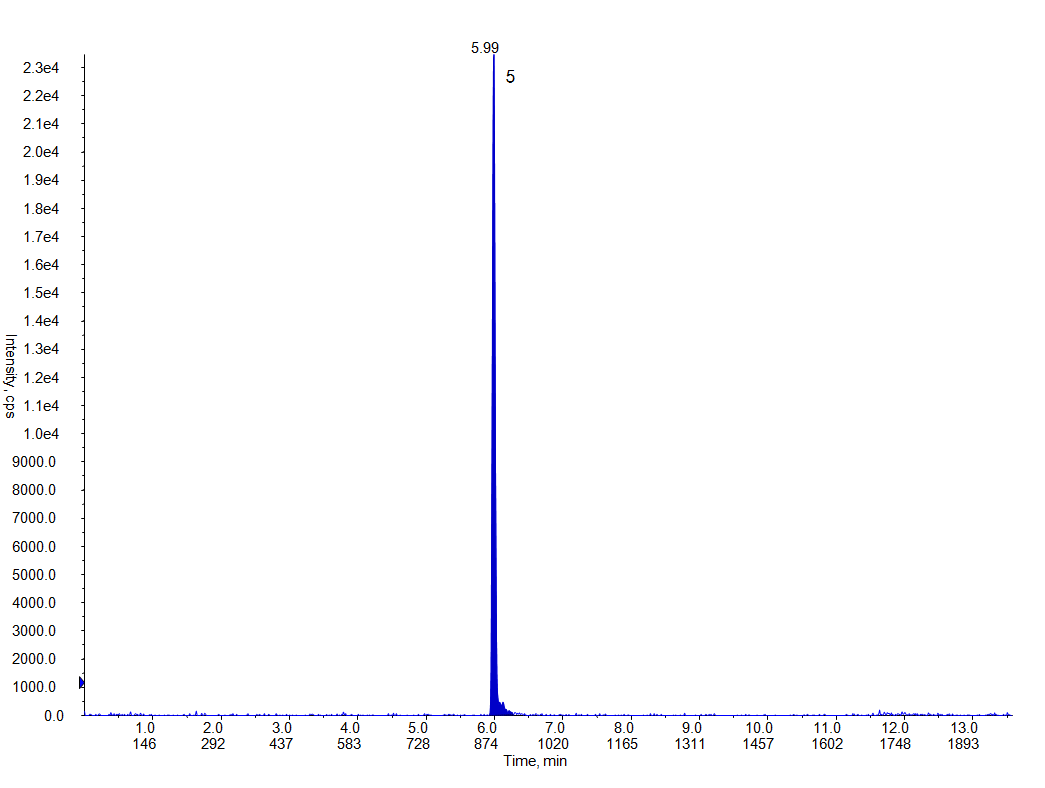 5.99
5
2.3e4
2.2e4
2.1e4
2.0e4
1.9e4
1.8e4
1.7e4
1.6e4
1.5e4
1.4e4
1.3e4
1.2e4
1.1e4
1.0e4
9000.0
8000.0
7000.0
6000.0
5000.0
4000.0
3000.0
2000.0
1000.0
0.0
Intensity, cps
1.0 2.0 3.0 4.0 5.0 6.0 7.0 8.0 9.0 10.0 11.0 12.0 13.0
146 292 437 583 728 874 1020 1165 1311 1457 1602 1748 1893
Time, min